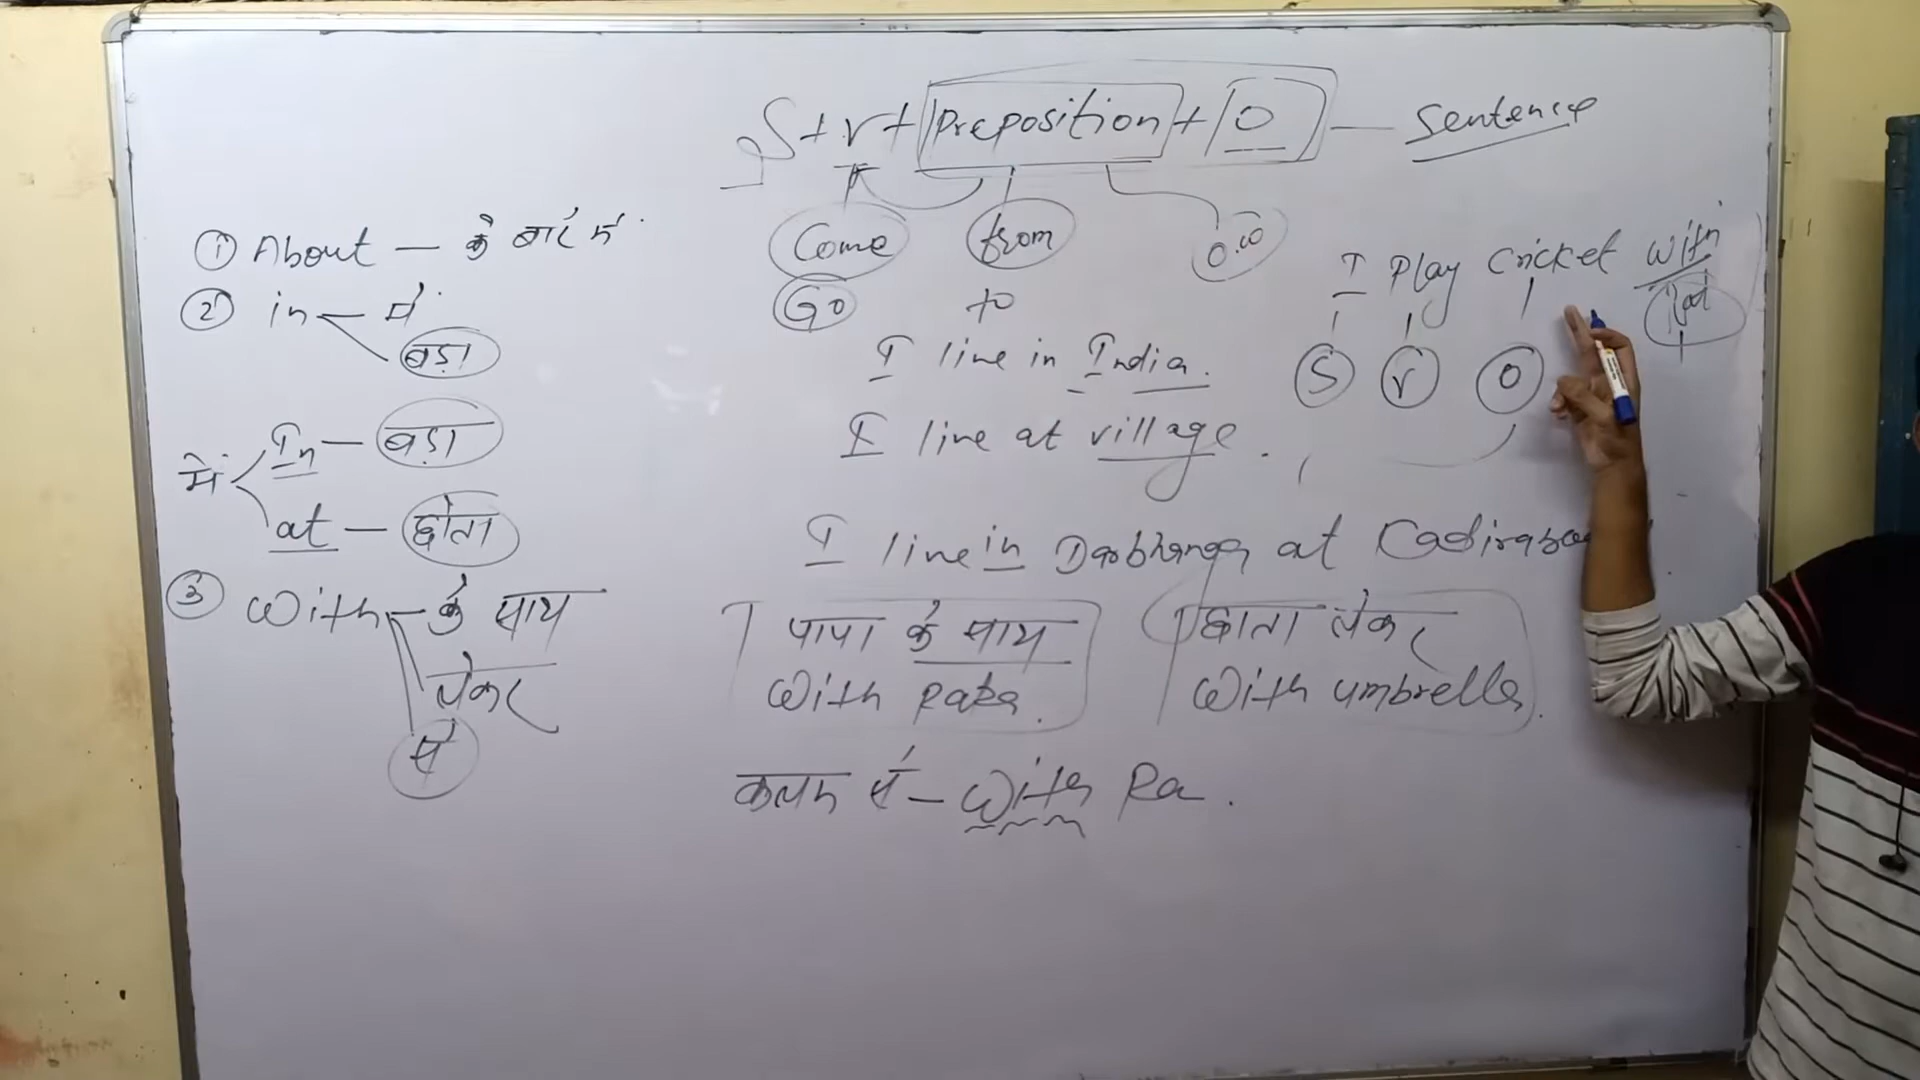 S + v + Preposition + O — Sentence
① About — के बारे में
② in — में
बड़ा
में
In — बड़ा
at — छोटा
③ With — के साथ
लेकर
से
Come from
Go to
I live in India.
I live at village.
I live in Darbhanga at
पापा के साथ
With papa.
छाता लेकर
With umbrella.
कलम से — With
I Play Cricket With
S V O